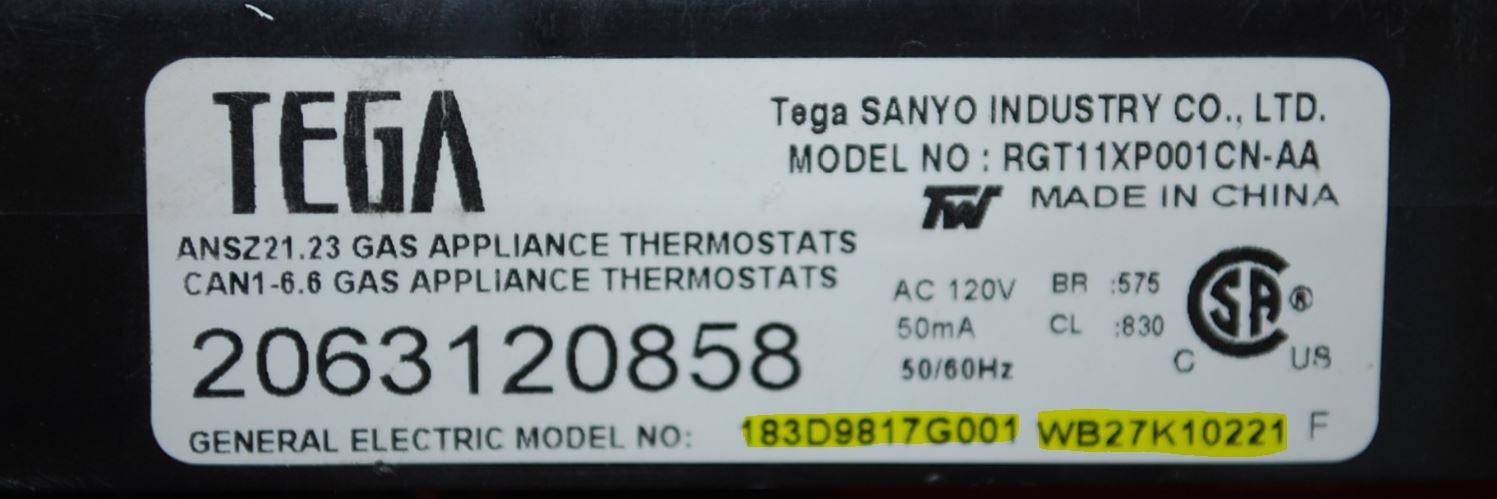 TEGA
Tega SANYO INDUSTRY CO., LTD.
MODEL NO : RGT11XP001CN-AA
TW MADE IN CHINA
ANSZ21.23 GAS APPLIANCE THERMOSTATS
CAN1-6.6 GAS APPLIANCE THERMOSTATS
AC 120V BR :575
50mA CL :830
50/60Hz
SA ®
C US
2063120858
GENERAL ELECTRIC MODEL NO: 183D9817G001 WB27K10221 F